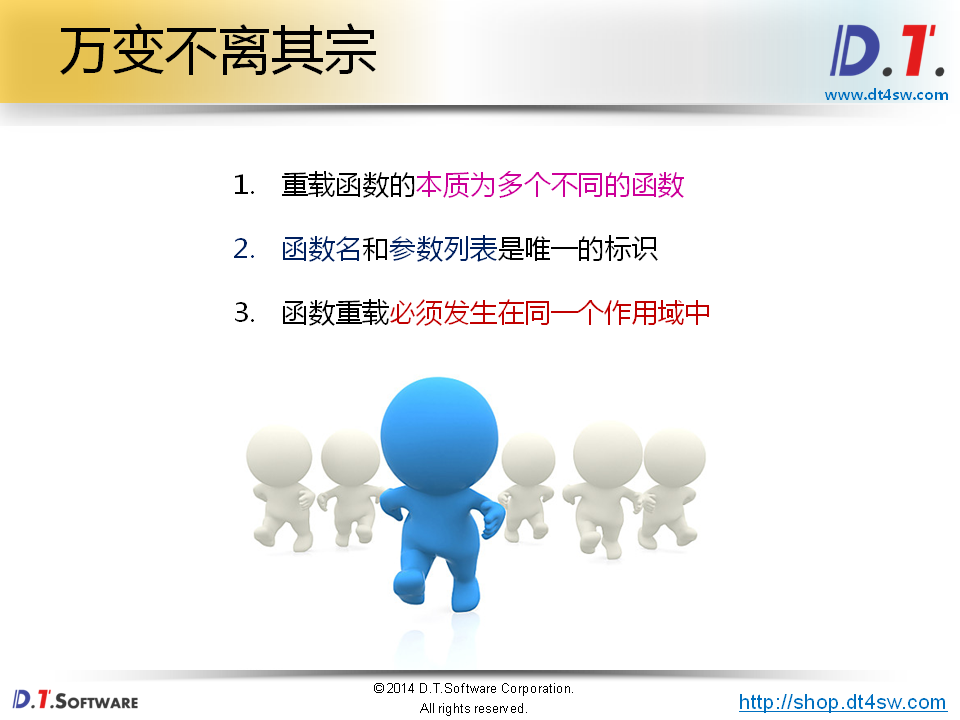 万变不离其宗
D.T.
www.dt4sw.com
1. 重载函数的本质为多个不同的函数
2. 函数名和参数列表是唯一的标识
3. 函数重载必须发生在同一个作用域中
D.T.SOFTWARE
©2014 D.T.Software Corporation.
All rights reserved.
http://shop.dt4sw.com